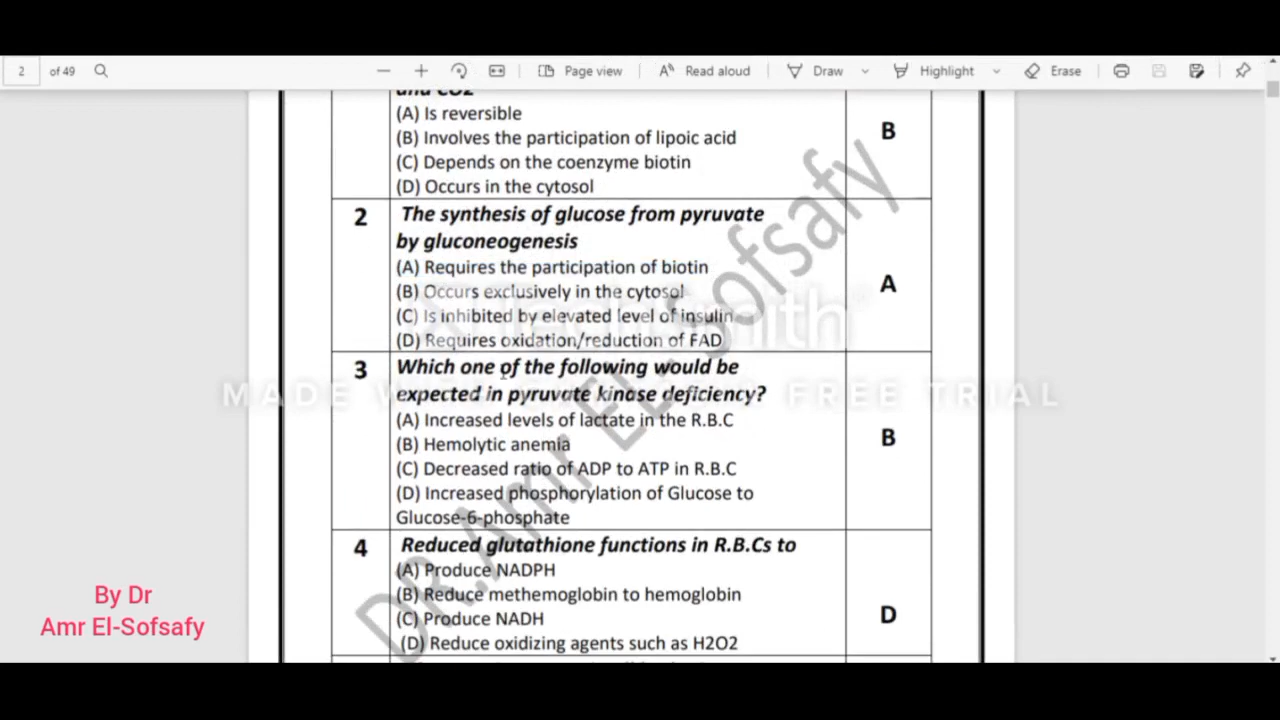 2 of 49
Page view
Read aloud
Draw
Highlight
Erase
and CO2
(A) Is reversible
(B) Involves the participation of lipoic acid
(C) Depends on the coenzyme biotin
(D) Occurs in the cytosol
B
2
The synthesis of glucose from pyruvate
by gluconeogenesis
(A) Requires the participation of biotin
(B) Occurs exclusively in the cytosol
(C) Is inhibited by elevated level of insulin
(D) Requires oxidation/reduction of FAD
A
3
Which one of the following would be
expected in pyruvate kinase deficiency?
(A) Increased levels of lactate in the R.B.C
(B) Hemolytic anemia
(C) Decreased ratio of ADP to ATP in R.B.C
(D) Increased phosphorylation of Glucose to
Glucose-6-phosphate
B
4
Reduced glutathione functions in R.B.Cs to
(A) Produce NADPH
(B) Reduce methemoglobin to hemoglobin
(C) Produce NADH
(D) Reduce oxidizing agents such as H2O2
D
DR.Amr EL-Sofsafy
By Dr
Amr El-Sofsafy
MADE FREE TRIAL